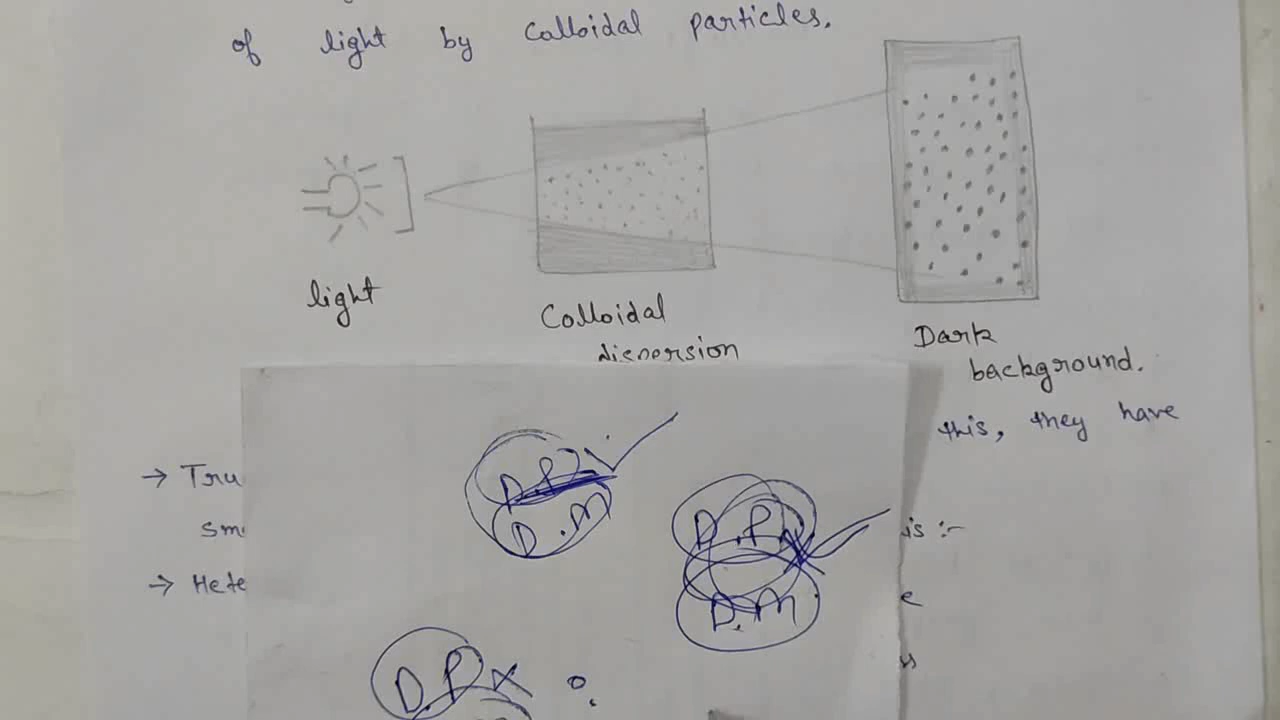 of light by Colloidal particles.
light
Colloidal
dispersion
Dark
background.
this, they have
→ Tru
sm
is :-
→ Hete
e
D.P
D.M
D.P
D.M
D.P